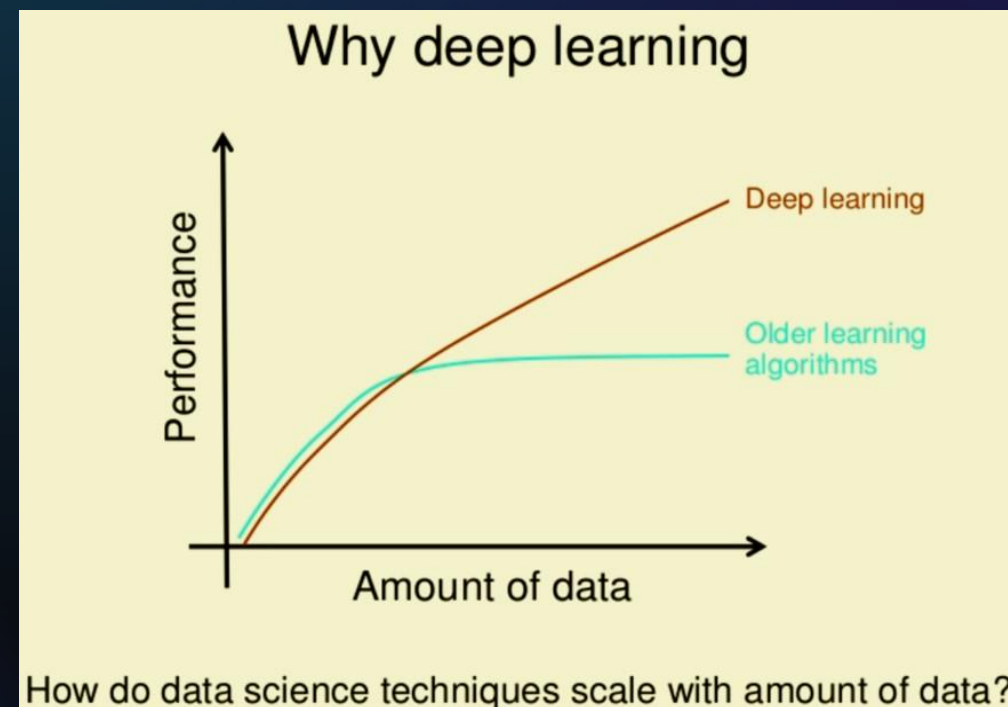 Why deep learning
Performance
Deep learning
Older learning
algorithms
Amount of data
How do data science techniques scale with amount of data?